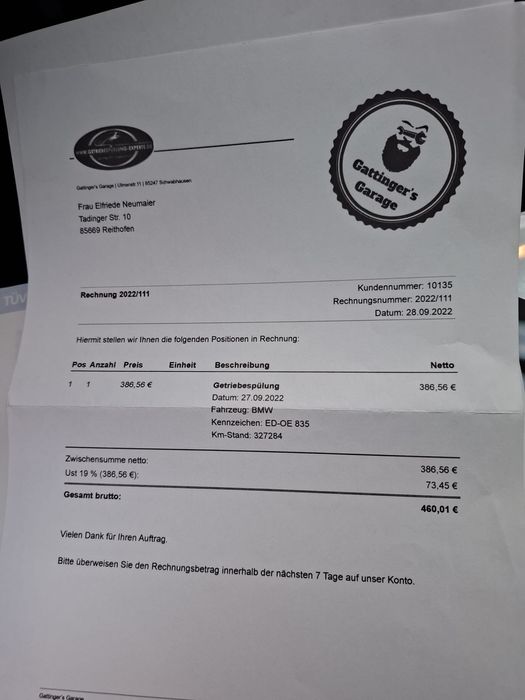 WWW.GETRIEBESPÜLUNG-EXPERTE.DE
Gattinger's
Garage
Gattinger's Garage | Ulmenstr. 11 | 85247 Schwabhausen
Frau Elfriede Neumaier
Tadinger Str. 10
85669 Reithofen
TÜV
Rechnung 2022/111
Kundennummer: 10135
Rechnungsnummer: 2022/111
Datum: 28.09.2022
Hiermit stellen wir Ihnen die folgenden Positionen in Rechnung:
Pos Anzahl Preis Einheit Beschreibung Netto
1 1 386,56 € Getriebespülung 386,56 €
Datum: 27.09.2022
Fahrzeug: BMW
Kennzeichen: ED-OE 835
Km-Stand: 327284
Zwischensumme netto: 386,56 €
Ust 19 % (386,56 €): 73,45 €
Gesamt brutto: 460,01 €
Vielen Dank für Ihren Auftrag.
Bitte überweisen Sie den Rechnungsbetrag innerhalb der nächsten 7 Tage auf unser Konto.
Gattinger's Garage